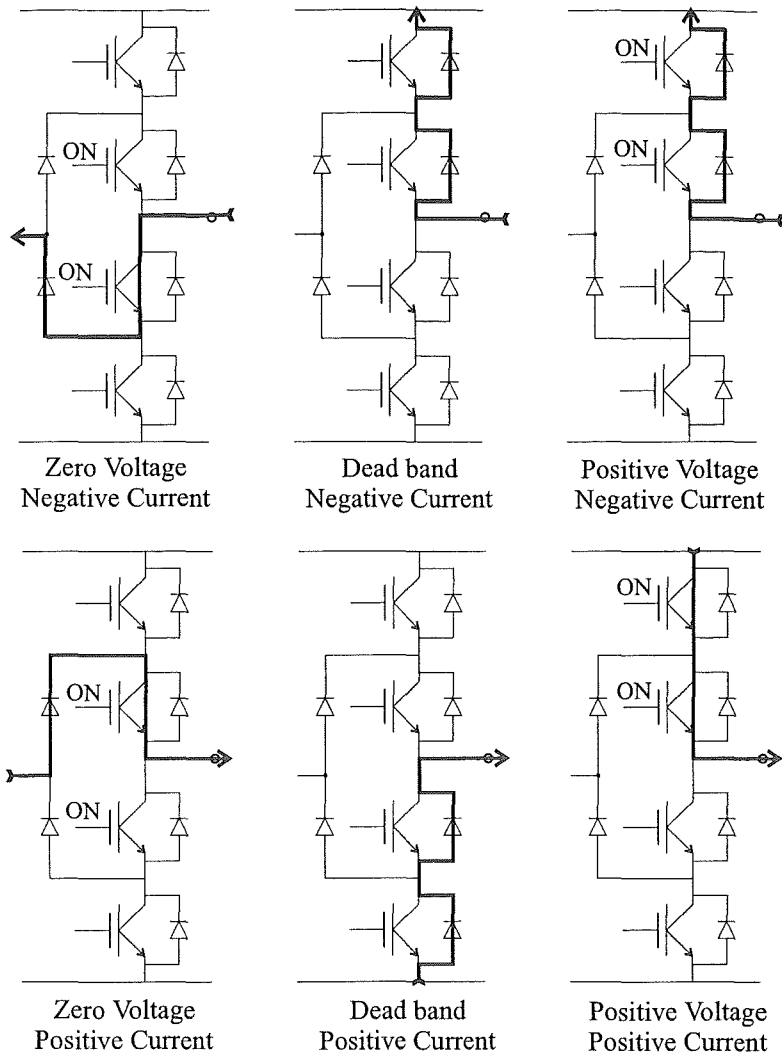 ON
ON
ON
ON
Zero Voltage
Negative Current
Dead band
Negative Current
Positive Voltage
Negative Current
ON
ON
ON
ON
Zero Voltage
Positive Current
Dead band
Positive Current
Positive Voltage
Positive Current